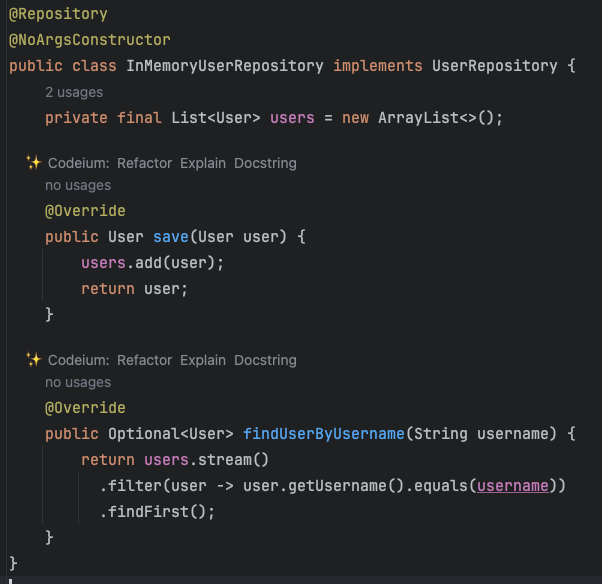 @Repository
@NoArgsConstructor
public class InMemoryUserRepository implements UserRepository {
2 usages
private final List<User> users = new ArrayList<>();
✨ Codeium: Refactor Explain Docstring
no usages
@Override
public User save(User user) {
users.add(user);
return user;
}
✨ Codeium: Refactor Explain Docstring
no usages
@Override
public Optional<User> findUserByUsername(String username) {
return users.stream()
.filter(user -> user.getUsername().equals(username))
.findFirst();
}
}